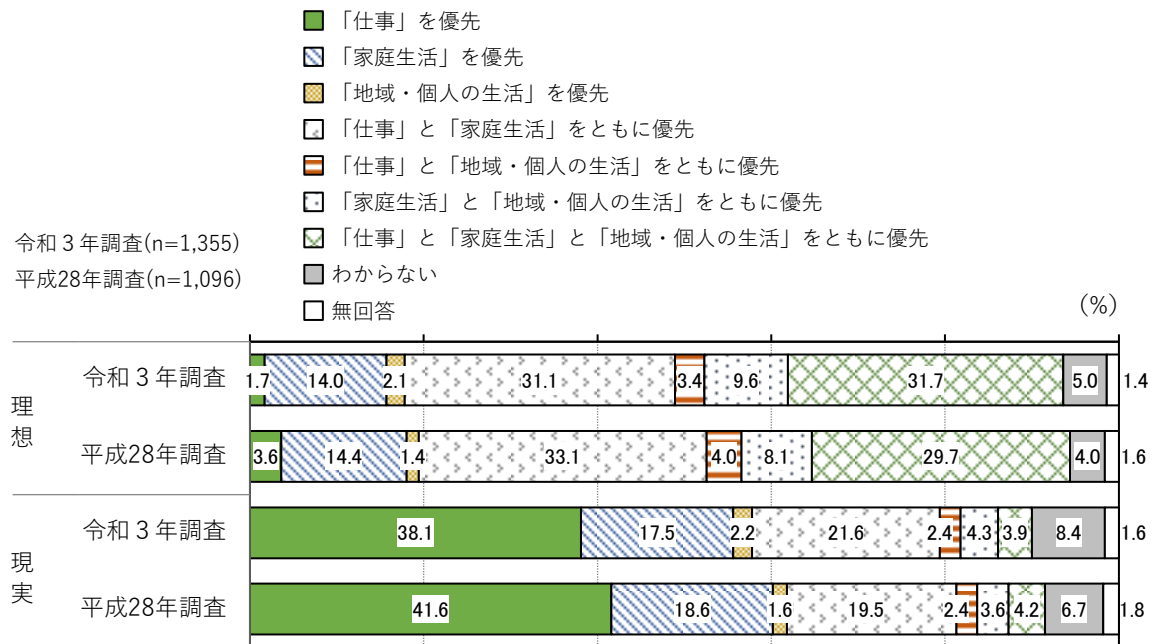 「仕事」を優先
「家庭生活」を優先
「地域・個人の生活」を優先
「仕事」と「家庭生活」をともに優先
「仕事」と「地域・個人の生活」をともに優先
「家庭生活」と「地域・個人の生活」をともに優先
「仕事」と「家庭生活」と「地域・個人の生活」をともに優先
わからない
無回答
令和３年調査(n=1,355)
平成28年調査(n=1,096)
(%)
理想
令和３年調査 1.7 14.0 2.1 31.1 3.4 9.6 31.7 5.0 1.4
平成28年調査 3.6 14.4 1.4 33.1 4.0 8.1 29.7 4.0 1.6
現実
令和３年調査 38.1 17.5 2.2 21.6 2.4 4.3 3.9 8.4 1.6
平成28年調査 41.6 18.6 1.6 19.5 2.4 3.6 4.2 6.7 1.8